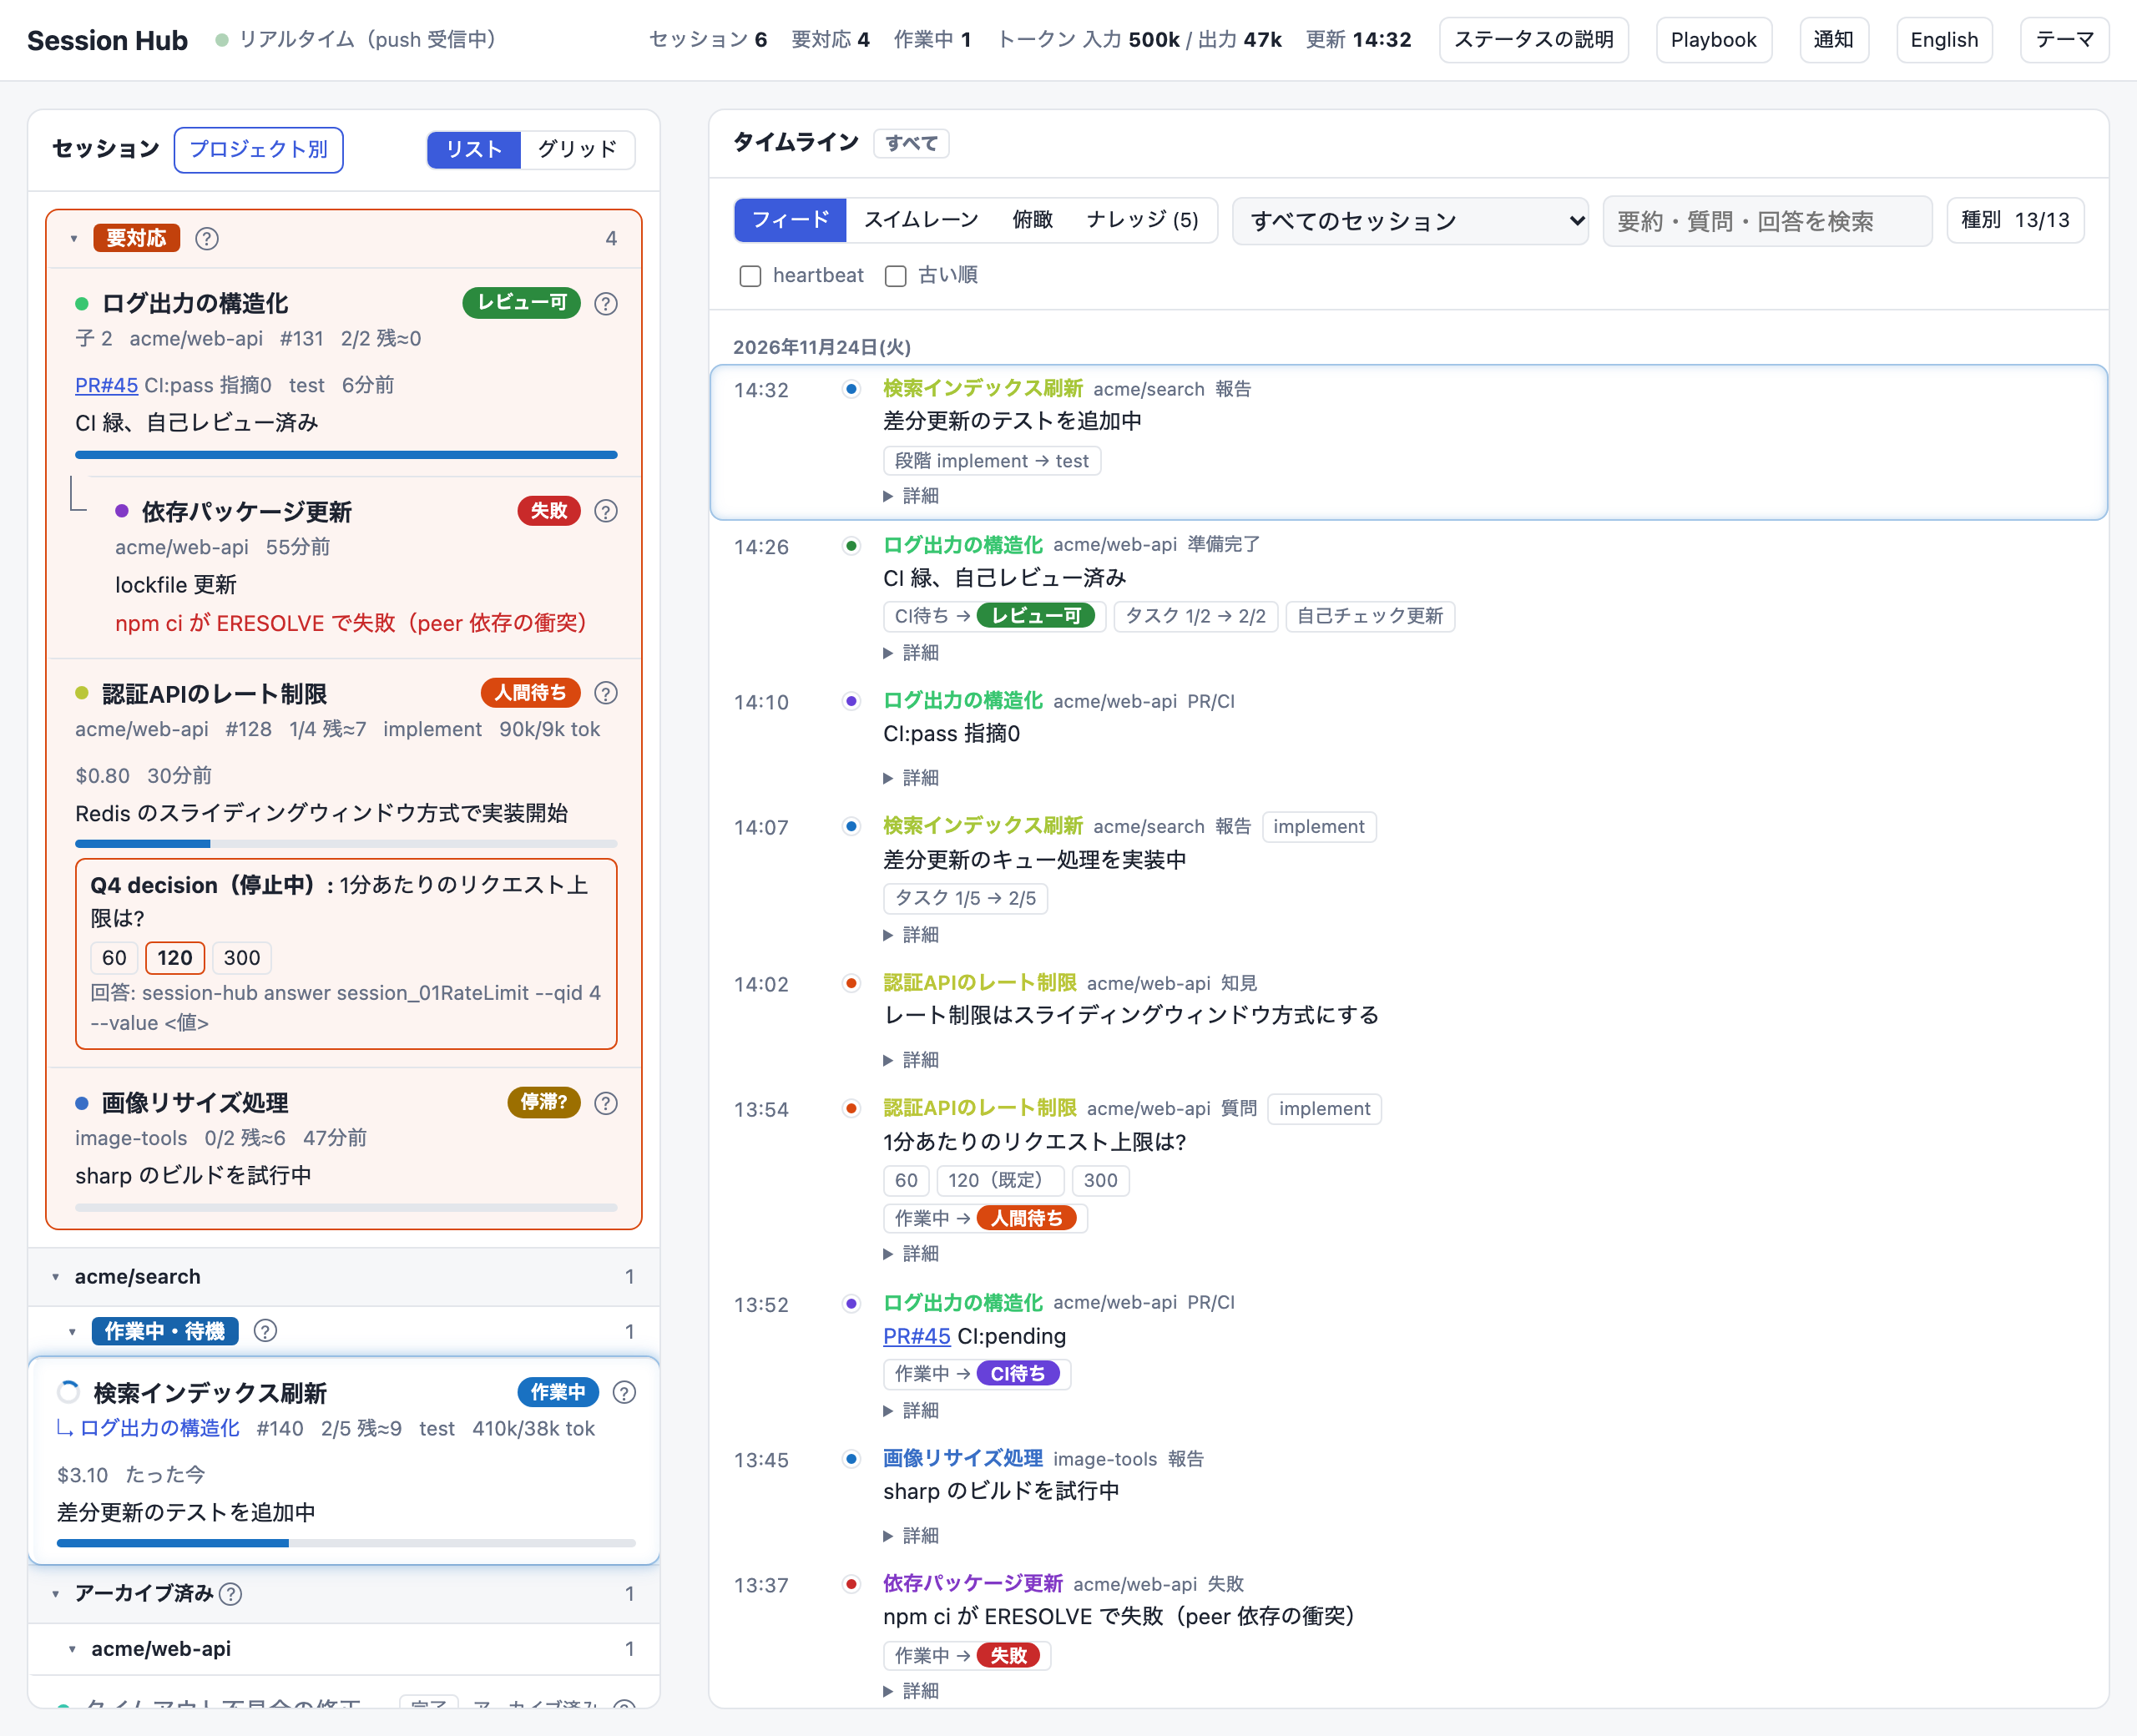 Session Hub
リアルタイム（push 受信中）
セッション 6 要対応 4 作業中 1 トークン 入力 500k / 出力 47k 更新 14:32
ステータスの説明
Playbook
通知
English
テーマ
セッション プロジェクト別
リスト グリッド
要対応 ? 4
ログ出力の構造化 レビュー可 ?
子 2 acme/web-api #131 2/2 残≈0
PR#45 CI:pass 指摘0 test 6分前
CI 緑、自己レビュー済み
依存パッケージ更新 失敗 ?
acme/web-api 55分前
lockfile 更新
npm ci が ERESOLVE で失敗（peer 依存の衝突）
認証APIのレート制限 人間待ち ?
acme/web-api #128 1/4 残≈7 implement 90k/9k tok
$0.80 30分前
Redis のスライディングウィンドウ方式で実装開始
Q4 decision（停止中）: 1分あたりのリクエスト上
限は?
60 120 300
回答: session-hub answer session_01RateLimit --qid 4
--value <値>
画像リサイズ処理 停滞? ?
image-tools 0/2 残≈6 47分前
sharp のビルドを試行中
acme/search 1
作業中・待機 ? 1
検索インデックス刷新 作業中 ?
ログ出力の構造化 #140 2/5 残≈9 test 410k/38k tok
$3.10 たった今
差分更新のテストを追加中
アーカイブ済み ? 1
acme/web-api 1
タイムライン すべて
フィード スイムレーン 俯瞰 ナレッジ (5)
すべてのセッション
要約・質問・回答を検索
種別 13/13
heartbeat 古い順
2026年11月24日(火)
14:32 検索インデックス刷新 acme/search 報告
差分更新のテストを追加中
段階 implement → test
▶ 詳細
14:26 ログ出力の構造化 acme/web-api 準備完了
CI 緑、自己レビュー済み
CI待ち → レビュー可 タスク 1/2 → 2/2 自己チェック更新
▶ 詳細
14:10 ログ出力の構造化 acme/web-api PR/CI
CI:pass 指摘0
▶ 詳細
14:07 検索インデックス刷新 acme/search 報告 implement
差分更新のキュー処理を実装中
タスク 1/5 → 2/5
▶ 詳細
14:02 認証APIのレート制限 acme/web-api 知見
レート制限はスライディングウィンドウ方式にする
▶ 詳細
13:54 認証APIのレート制限 acme/web-api 質問 implement
1分あたりのリクエスト上限は?
60 120（既定） 300
作業中 → 人間待ち
▶ 詳細
13:52 ログ出力の構造化 acme/web-api PR/CI
PR#45 CI:pending
作業中 → CI待ち
▶ 詳細
13:45 画像リサイズ処理 image-tools 報告
sharp のビルドを試行中
▶ 詳細
13:37 依存パッケージ更新 acme/web-api 失敗
npm ci が ERESOLVE で失敗（peer 依存の衝突）
作業中 → 失敗
▶ 詳細